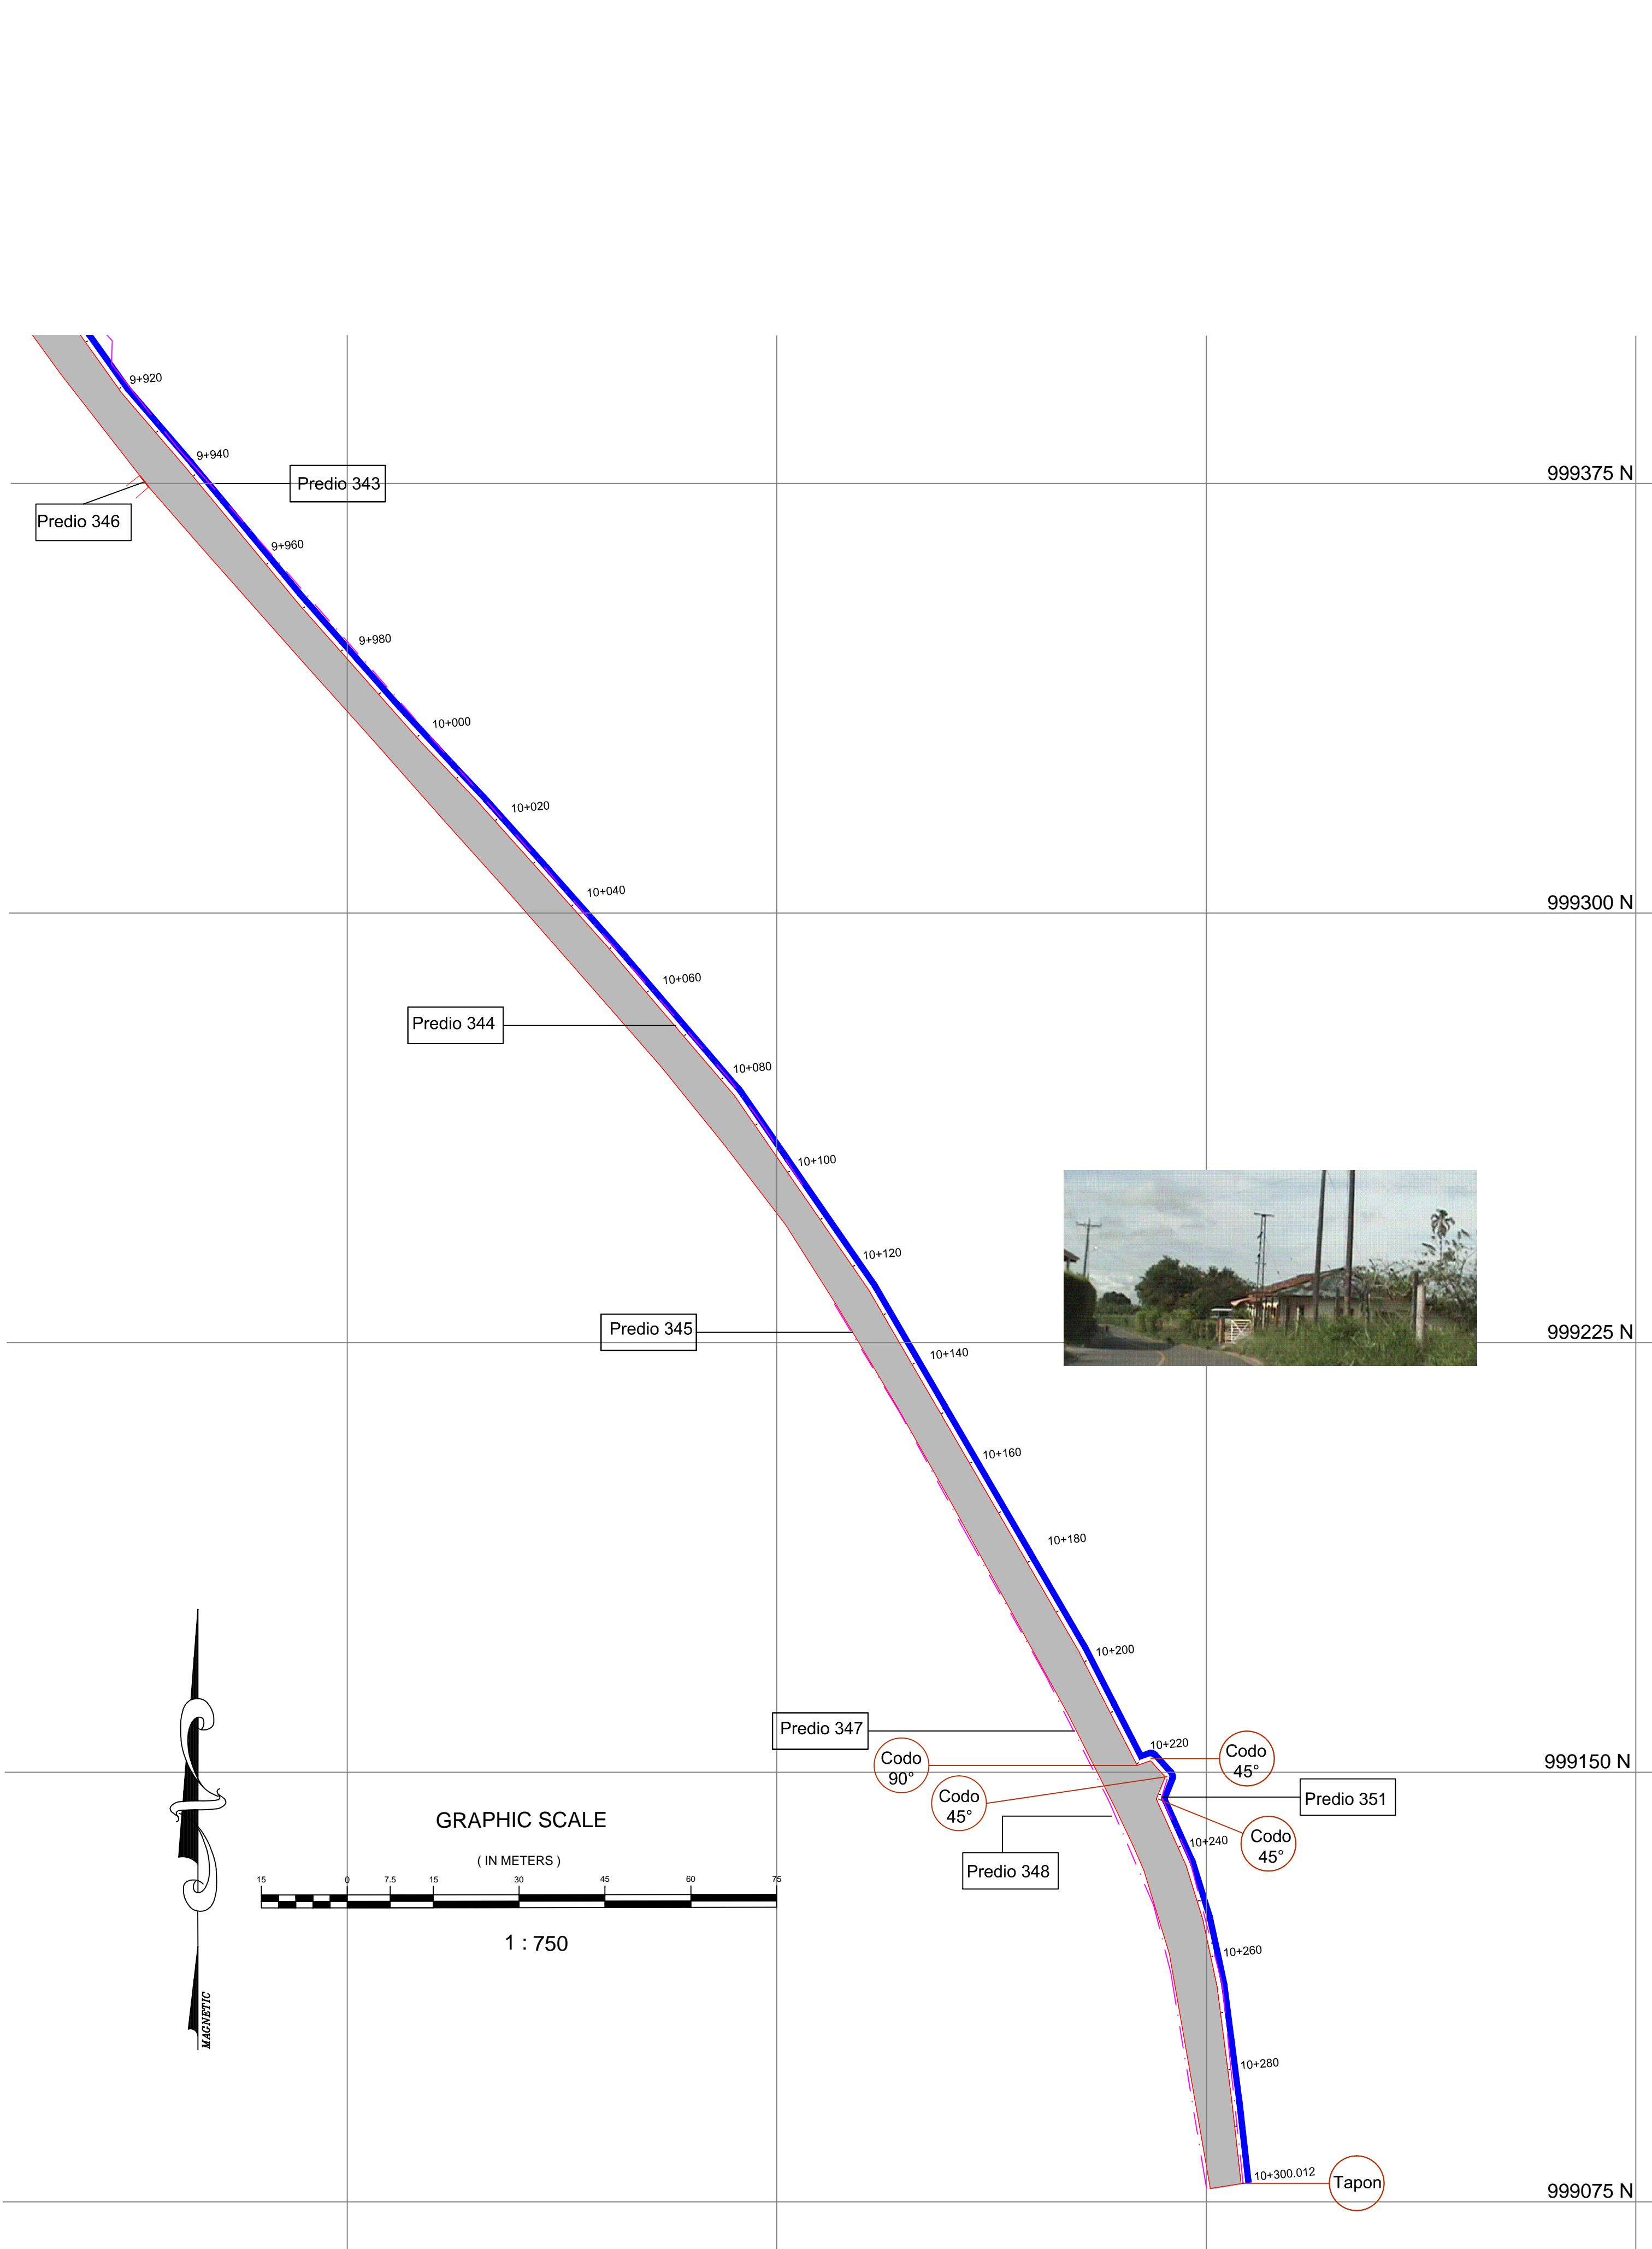 9+920
9+940
999375 N
Predio 343
Predio 346
9+960
9+980
10+000
10+020
10+040
999300 N
10+060
Predio 344
10+080
10+100
10+120
Predio 345
999225 N
10+140
10+160
10+180
10+200
Predio 347
10+220
Codo
45°
Codo
90°
999150 N
Codo
45°
Predio 351
GRAPHIC SCALE
Codo
45°
10+240
( IN METERS )
Predio 348
15 0 7.5 15 30 45 60 75
1 : 750
10+260
MAGNETIC
10+280
10+300.012
Tapon
999075 N